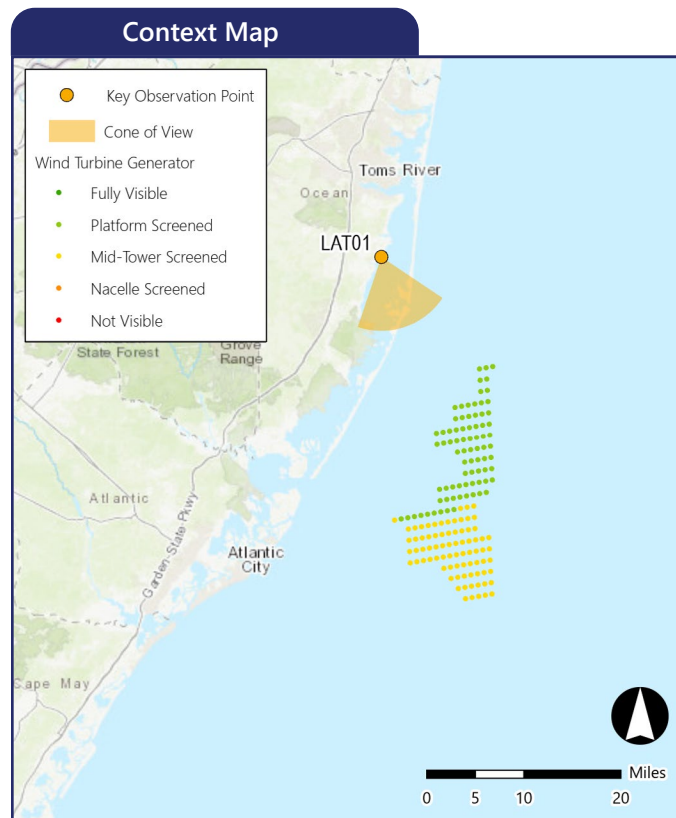 Context Map
Key Observation Point
Cone of View
Wind Turbine Generator
Fully Visible
Platform Screened
Mid-Tower Screened
Nacelle Screened
Not Visible
Toms River
Ocean
LAT01
State Forest
Grove
Range
Atlantic
Garden-State Pkwy
Atlantic
City
Cape May
Miles
0 5 10 20